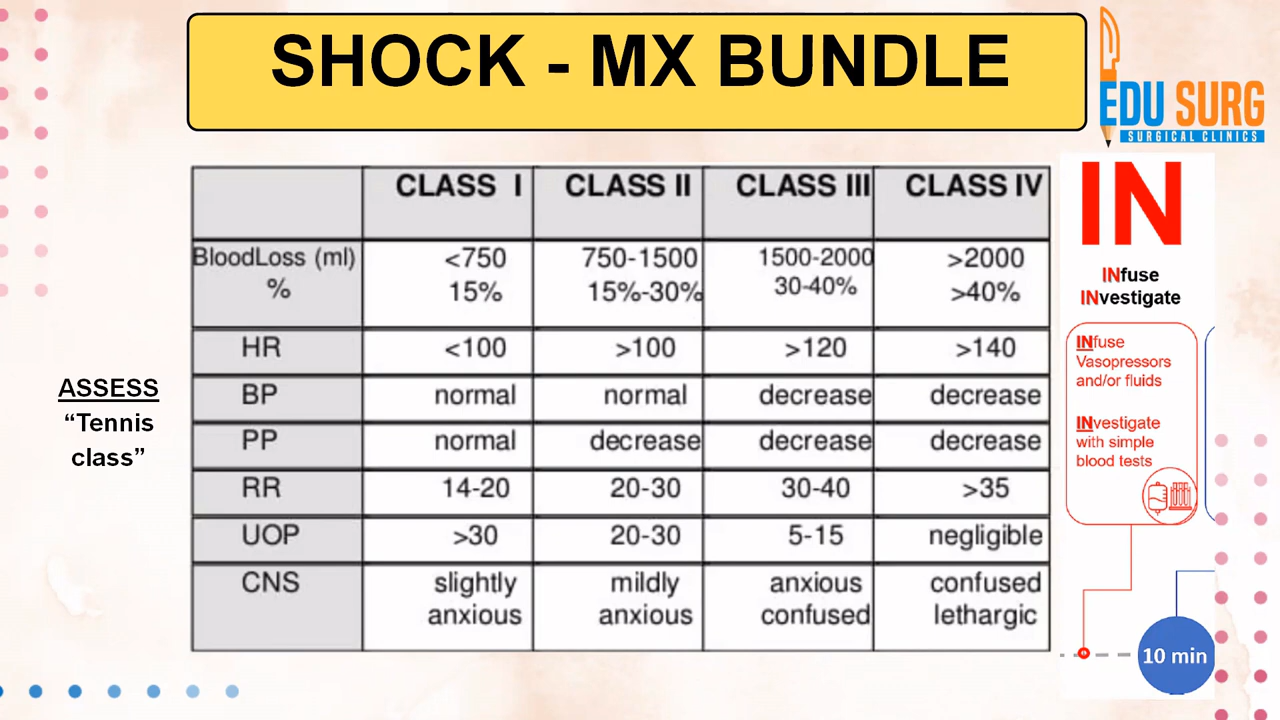 SHOCK - MX BUNDLE
EDU SURG
SURGICAL CLINICS
CLASS I CLASS II CLASS III CLASS IV
BloodLoss (ml) <750 750-1500 1500-2000 >2000
% 15% 15%-30% 30-40% >40%
HR <100 >100 >120 >140
BP normal normal decrease decrease
PP normal decrease decrease decrease
RR 14-20 20-30 30-40 >35
UOP >30 20-30 5-15 negligible
CNS slightly mildly anxious confused
anxious anxious confused lethargic
ASSESS
“Tennis
class”
IN
INfuse
INvestigate
INfuse
Vasopressors
and/or fluids
INvestigate
with simple
blood tests
10 min